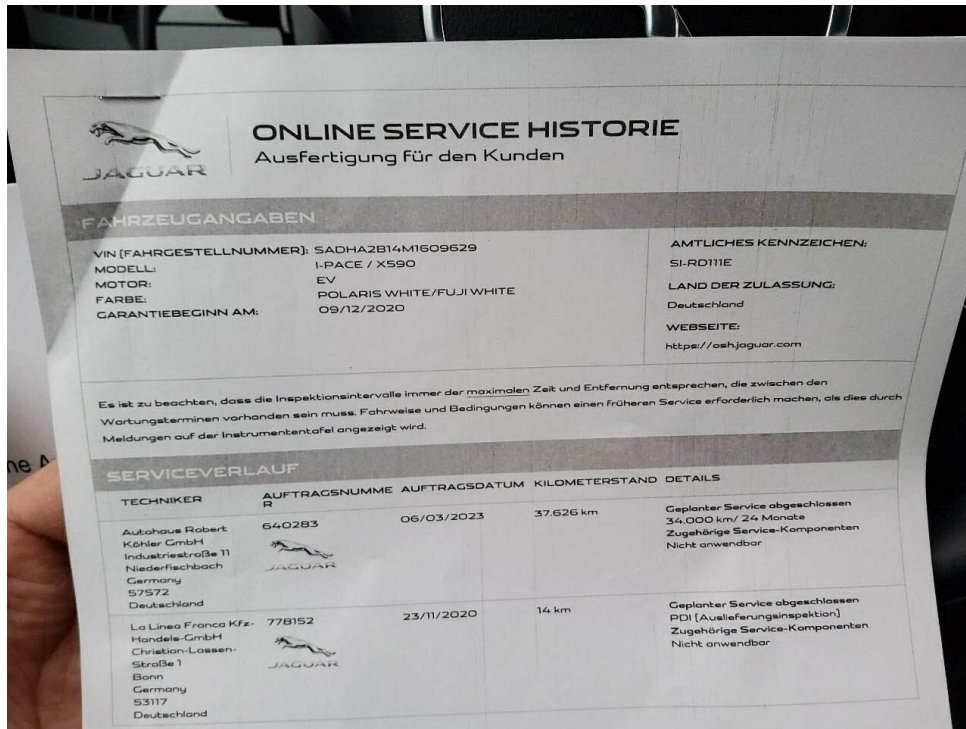 JAGUAR
ONLINE SERVICE HISTORIE
Ausfertigung für den Kunden
FAHRZEUGANGABEN
VIN (FAHRGESTELLNUMMER): SADHA2B14M1609629
MODELL: I-PACE / X590
MOTOR: EV
FARBE: POLARIS WHITE/FUJI WHITE
GARANTIEBEGINN AM: 09/12/2020
AMTLICHES KENNZEICHEN:
SI-RD111E
LAND DER ZULASSUNG:
Deutschland
WEBSEITE:
https://osh.jaguar.com
Es ist zu beachten, dass die Inspektionsintervalle immer der maximalen Zeit und Entfernung entsprechen, die zwischen den
Wartungsterminen vorhanden sein muss. Fahrweise und Bedingungen können einen früheren Service erforderlich machen, als dies durch
Meldungen auf der Instrumententafel angezeigt wird.
SERVICEVERLAUF
TECHNIKER AUFTRAGSNUMME AUFTRAGSDATUM KILOMETERSTAND DETAILS
R
Autohaus Robert
Köhler GmbH
Industriestraße 11
Niederfischbach
Germany
57572
Deutschland
640283
JAGUAR
06/03/2023
37.626 km
Geplanter Service abgeschlossen
34.000 km/ 24 Monate
Zugehörige Service-Komponenten
Nicht anwendbar
La Linea Franca Kfz-
Handels-GmbH
Christian-Lassen-
Straße 1
Bonn
Germany
53117
Deutschland
778152
JAGUAR
23/11/2020
14 km
Geplanter Service abgeschlossen
PDI (Auslieferungsinspektion)
Zugehörige Service-Komponenten
Nicht anwendbar